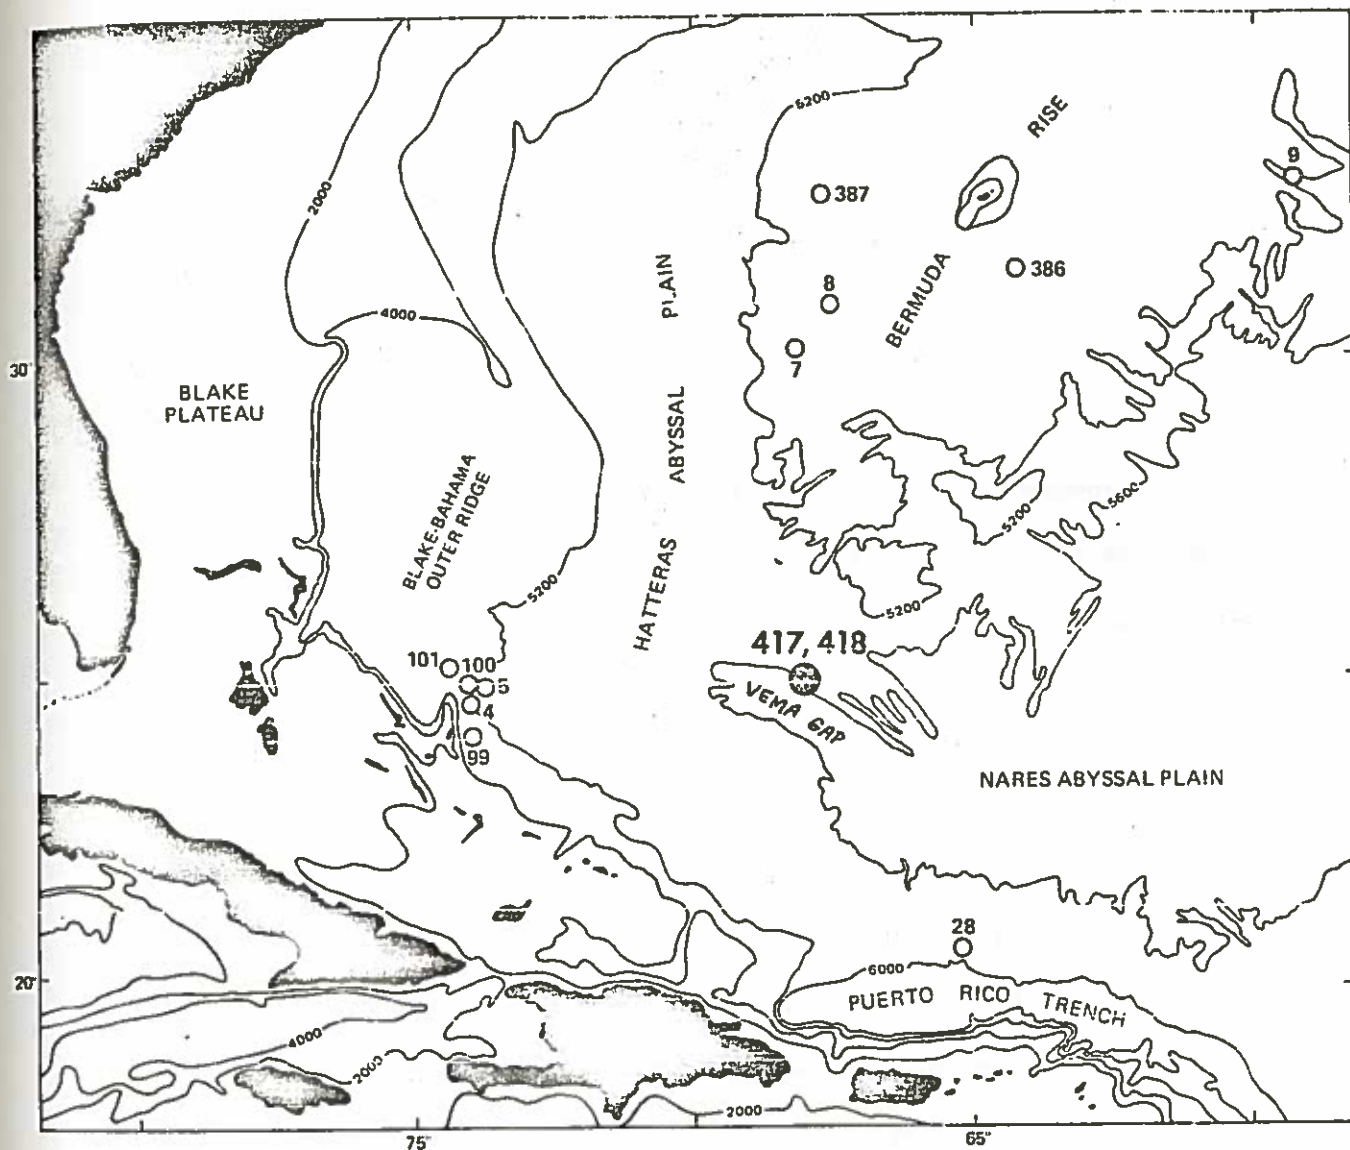 5200
RISE
9
387
2000
386
8
PLAIN
BERMUDA
4000
7
30°
BLAKE
PLATEAU
ABYSSAL
BLAKE-BAHAMA
OUTER RIDGE
5600
5200
HATTERAS
5200
5200
417, 418
101
100
5
4
VEMA GAP
99
NARES ABYSSAL PLAIN
28
6000
20°
PUERTO RICO TRENCH
4000
2000
2000
75°
65°